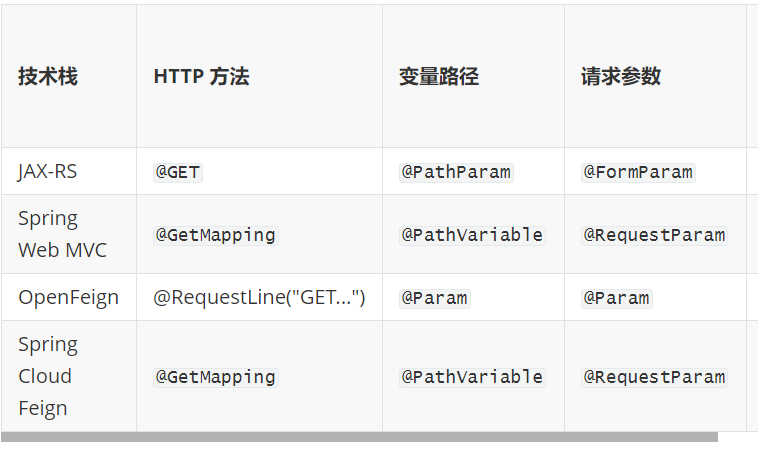 技术栈 HTTP 方法 变量路径 请求参数
JAX-RS @GET @PathParam @FormParam
Spring
Web MVC @GetMapping @PathVariable @RequestParam
OpenFeign @RequestLine("GET...") @Param @Param
Spring
Cloud @GetMapping @PathVariable @RequestParam
Feign